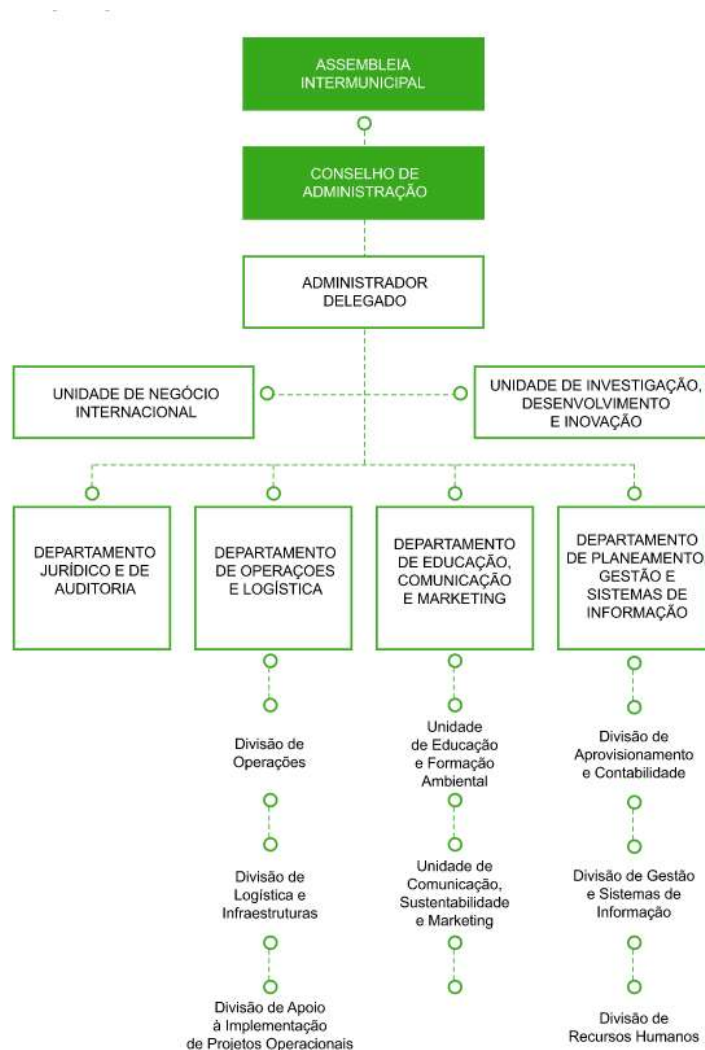 ASSEMBLEIA
INTERMUNICIPAL
CONSELHO DE
ADMINISTRAÇÃO
ADMINISTRADOR
DELEGADO
UNIDADE DE NEGÓCIO
INTERNACIONAL
UNIDADE DE INVESTIGAÇÃO,
DESENVOLVIMENTO
E INOVAÇÃO
DEPARTAMENTO
JURÍDICO E DE
AUDITORIA
DEPARTAMENTO
DE OPERAÇOES
E LOGÍSTICA
DEPARTAMENTO
DE EDUCAÇÃO,
COMUNICAÇÃO
E MARKETING
DEPARTAMENTO
DE PLANEAMENTO,
GESTÃO E
SISTEMAS DE
INFORMAÇÃO
Divisão de
Operações
Unidade
de Educação
e Formação
Ambiental
Divisão de
Aprovisionamento
e Contabilidade
Divisão de
Logística e
Infraestruturas
Unidade de
Comunicação,
Sustentabilidade
e Marketing
Divisão de Gestão
e Sistemas de
Informação
Divisão de Apoio
à Implementação
de Projetos Operacionais
Divisão de
Recursos Humanos